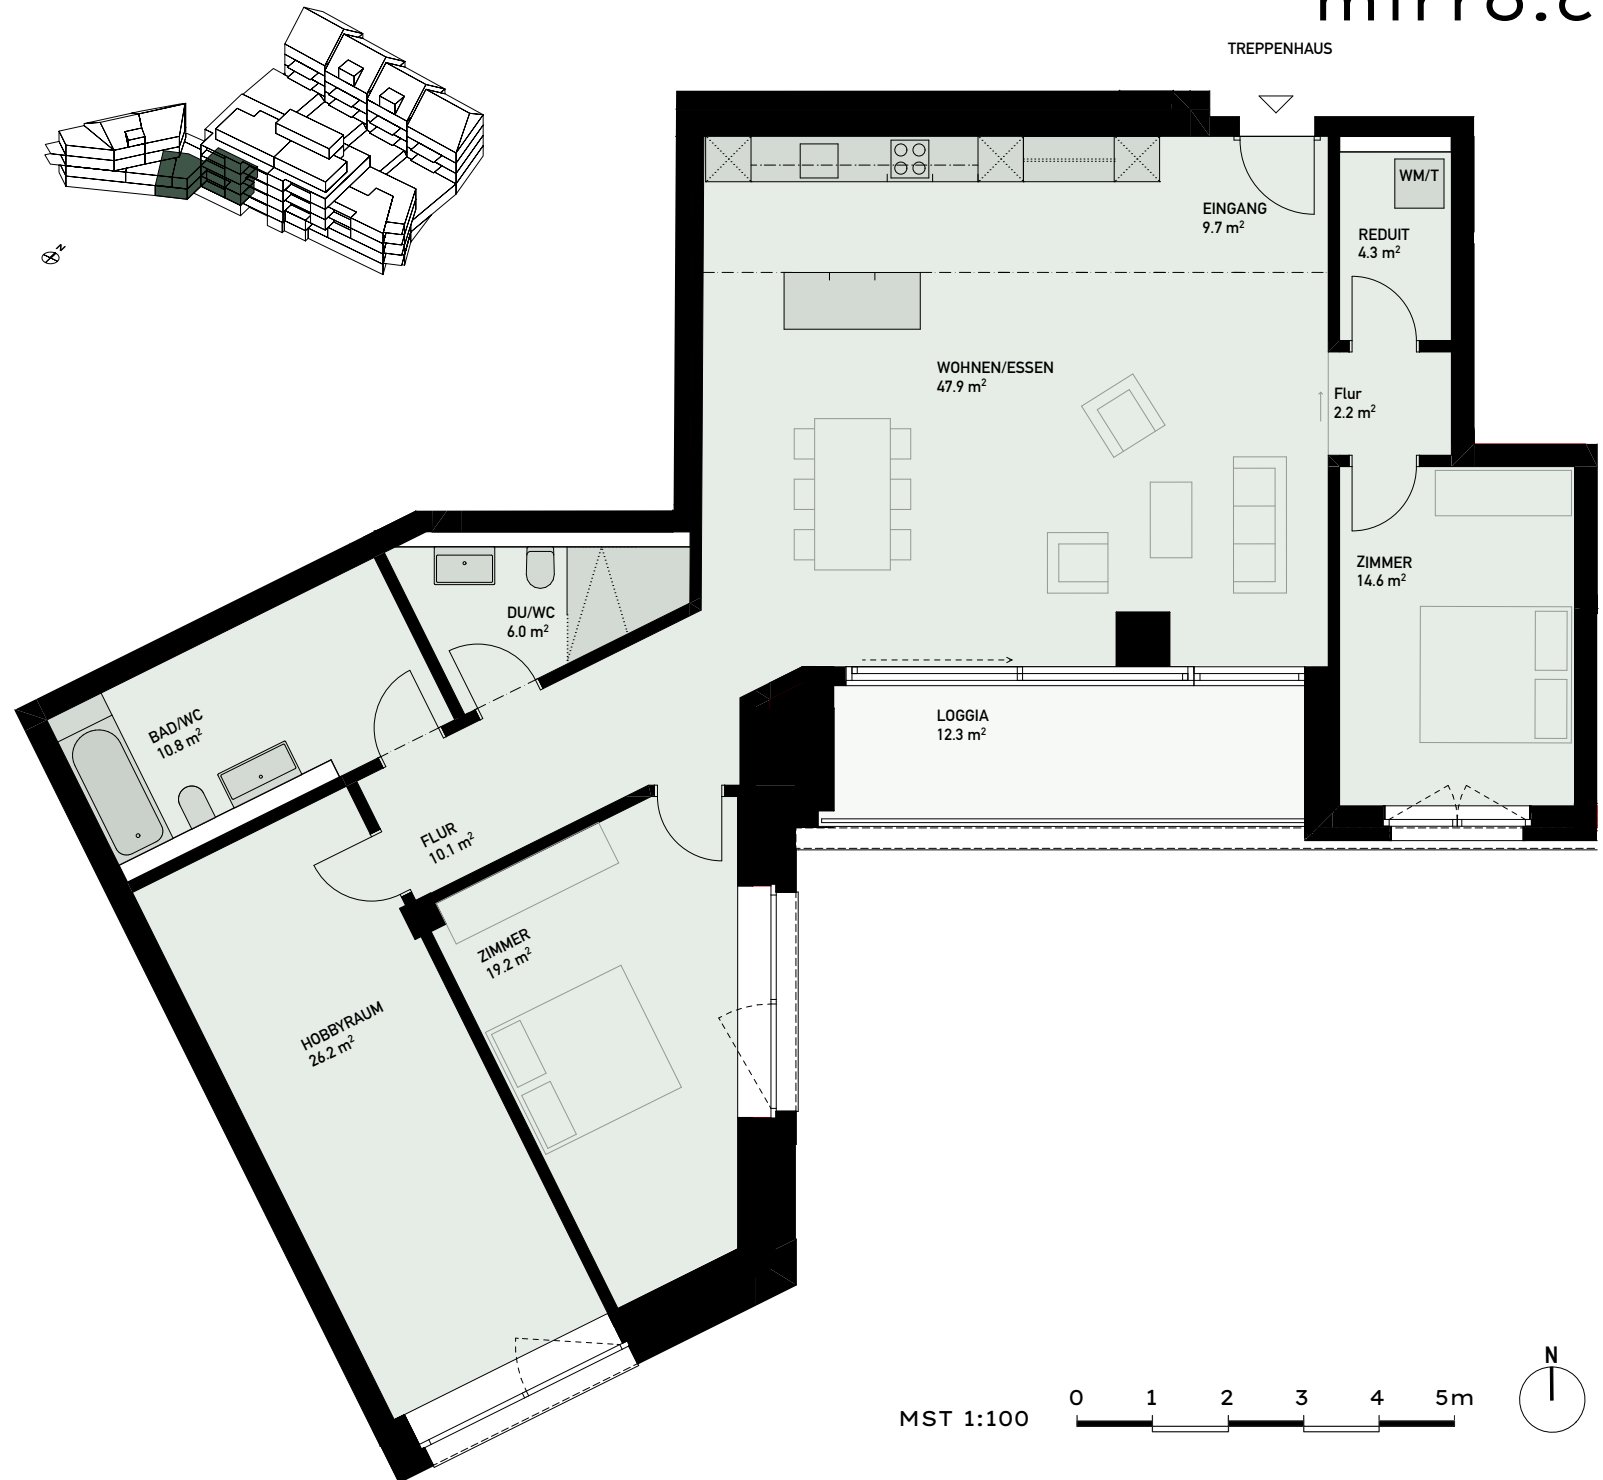 mirro.c
TREPPENHAUS
N
WM/T
EINGANG
9.7 m²
REDUIT
4.3 m²
WOHNEN/ESSEN
47.9 m²
Flur
2.2 m²
ZIMMER
14.6 m²
DU/WC
6.0 m²
BAD/WC
10.8 m²
LOGGIA
12.3 m²
FLUR
10.1 m²
ZIMMER
19.2 m²
HOBBYRAUM
26.2 m²
MST 1:100
0 1 2 3 4 5m
N